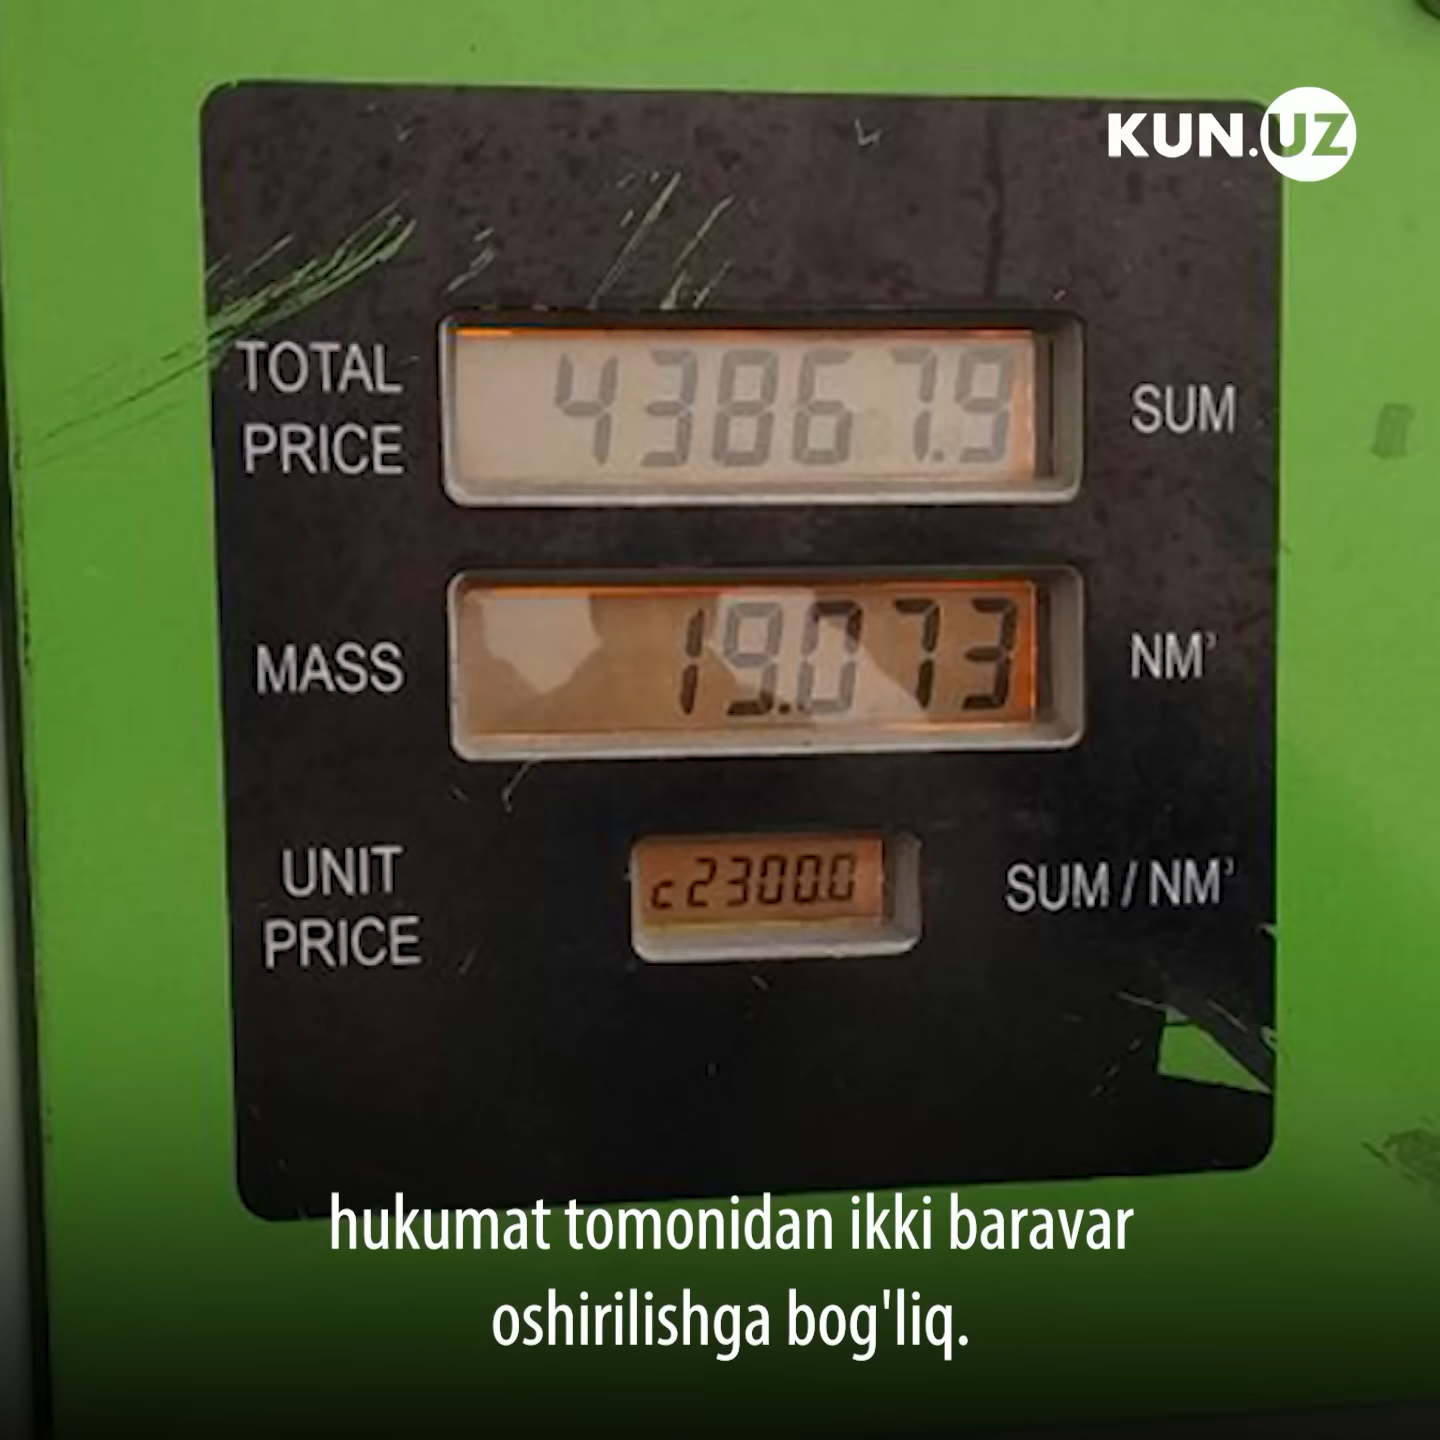 KUN.UZ
TOTAL
PRICE
43867.9
SUM
MASS
19.073
NM³
UNIT
PRICE
c2300.0
SUM / NM³
hukumat tomonidan ikki baravar
oshirilishga bog'liq.